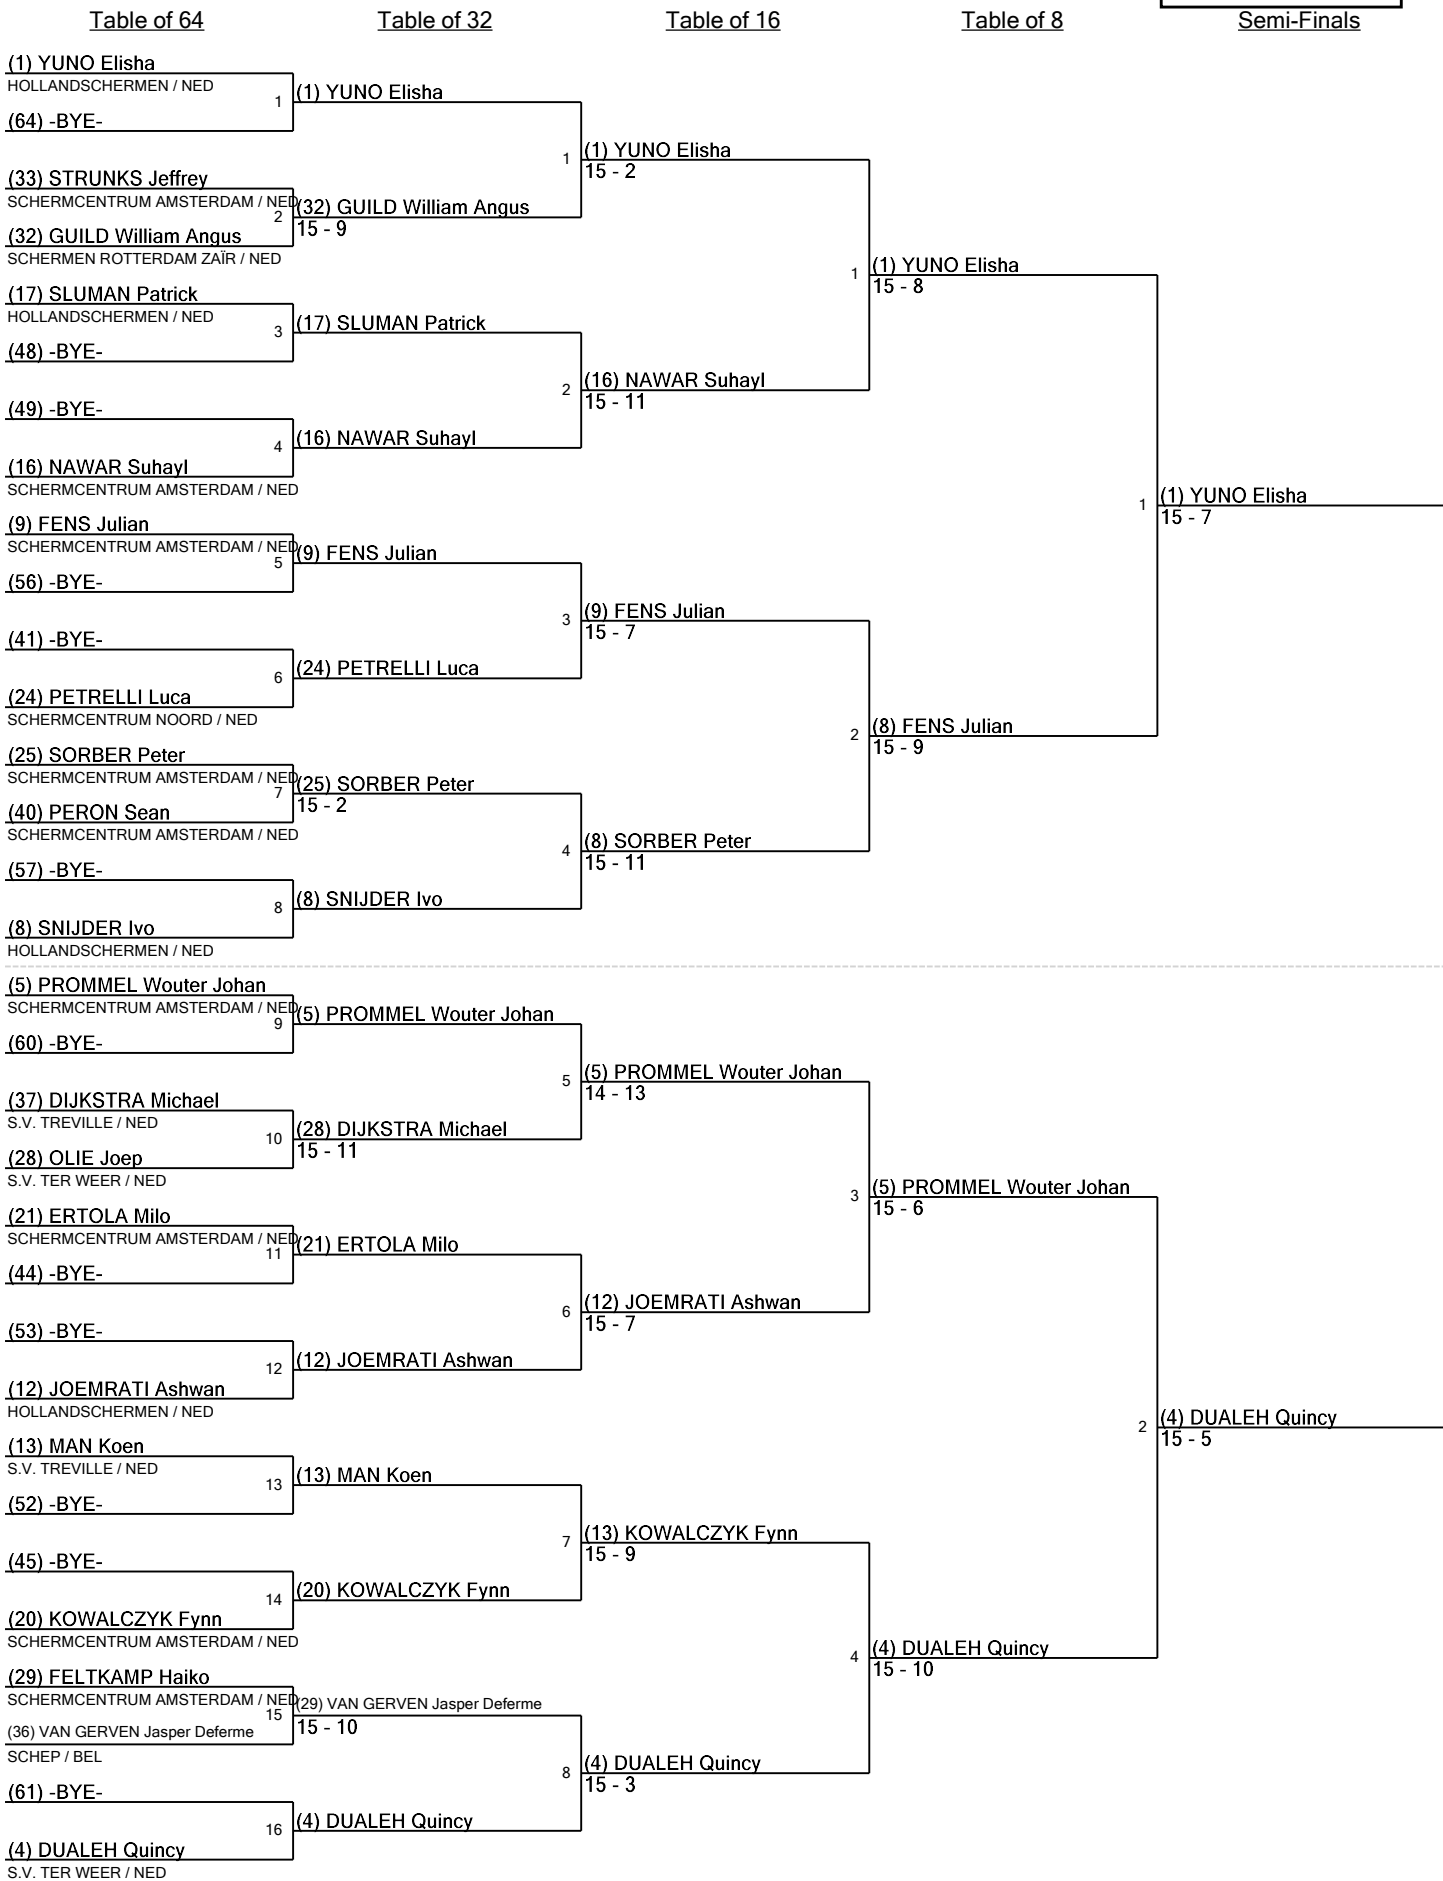 Table of 64
Table of 32
Table of 16
Table of 8
Semi-Finals
(1) YUNO Elisha
HOLLANDSCHERMEN / NED
1
(64) -BYE-
(33) STRUNKS Jeffrey
SCHERMCENTRUM AMSTERDAM / NED
2
(32) GUILD William Angus
SCHERMEN ROTTERDAM ZAÏR / NED
(17) SLUMAN Patrick
HOLLANDSCHERMEN / NED
3
(48) -BYE-
(49) -BYE-
4
(16) NAWAR Suhayl
SCHERMCENTRUM AMSTERDAM / NED
(9) FENS Julian
SCHERMCENTRUM AMSTERDAM / NED
5
(56) -BYE-
(41) -BYE-
6
(24) PETRELLI Luca
SCHERMCENTRUM NOORD / NED
(25) SORBER Peter
SCHERMCENTRUM AMSTERDAM / NED
7
(40) PERON Sean
SCHERMCENTRUM AMSTERDAM / NED
(57) -BYE-
8
(8) SNIJDER Ivo
HOLLANDSCHERMEN / NED
(5) PROMMEL Wouter Johan
SCHERMCENTRUM AMSTERDAM / NED
9
(60) -BYE-
(37) DIJKSTRA Michael
S.V. TREVILLE / NED
10
(28) OLIE Joep
S.V. TER WEER / NED
(21) ERTOLA Milo
SCHERMCENTRUM AMSTERDAM / NED
11
(44) -BYE-
(53) -BYE-
12
(12) JOEMRATI Ashwan
HOLLANDSCHERMEN / NED
(13) MAN Koen
S.V. TREVILLE / NED
13
(52) -BYE-
(45) -BYE-
14
(20) KOWALCZYK Fynn
SCHERMCENTRUM AMSTERDAM / NED
(29) FELTKAMP Haiko
SCHERMCENTRUM AMSTERDAM / NED
15
(36) VAN GERVEN Jasper Deferme
SCHEP / BEL
(61) -BYE-
16
(4) DUALEH Quincy
S.V. TER WEER / NED
(1) YUNO Elisha
1
(32) GUILD William Angus
15 - 9
(17) SLUMAN Patrick
2
(16) NAWAR Suhayl
(9) FENS Julian
3
(24) PETRELLI Luca
(25) SORBER Peter
15 - 2
4
(8) SNIJDER Ivo
(5) PROMMEL Wouter Johan
5
(28) DIJKSTRA Michael
15 - 11
(21) ERTOLA Milo
6
(12) JOEMRATI Ashwan
(13) MAN Koen
7
(20) KOWALCZYK Fynn
(29) VAN GERVEN Jasper Deferme
15 - 10
8
(4) DUALEH Quincy
(1) YUNO Elisha
15 - 2
1
(16) NAWAR Suhayl
15 - 11
(9) FENS Julian
15 - 7
2
(8) SORBER Peter
15 - 11
(5) PROMMEL Wouter Johan
14 - 13
3
(12) JOEMRATI Ashwan
15 - 7
(13) KOWALCZYK Fynn
15 - 9
4
(4) DUALEH Quincy
15 - 3
(1) YUNO Elisha
15 - 8
1
(8) FENS Julian
15 - 9
(5) PROMMEL Wouter Johan
15 - 6
2
(4) DUALEH Quincy
15 - 10
(1) YUNO Elisha
15 - 7
(4) DUALEH Quincy
15 - 5